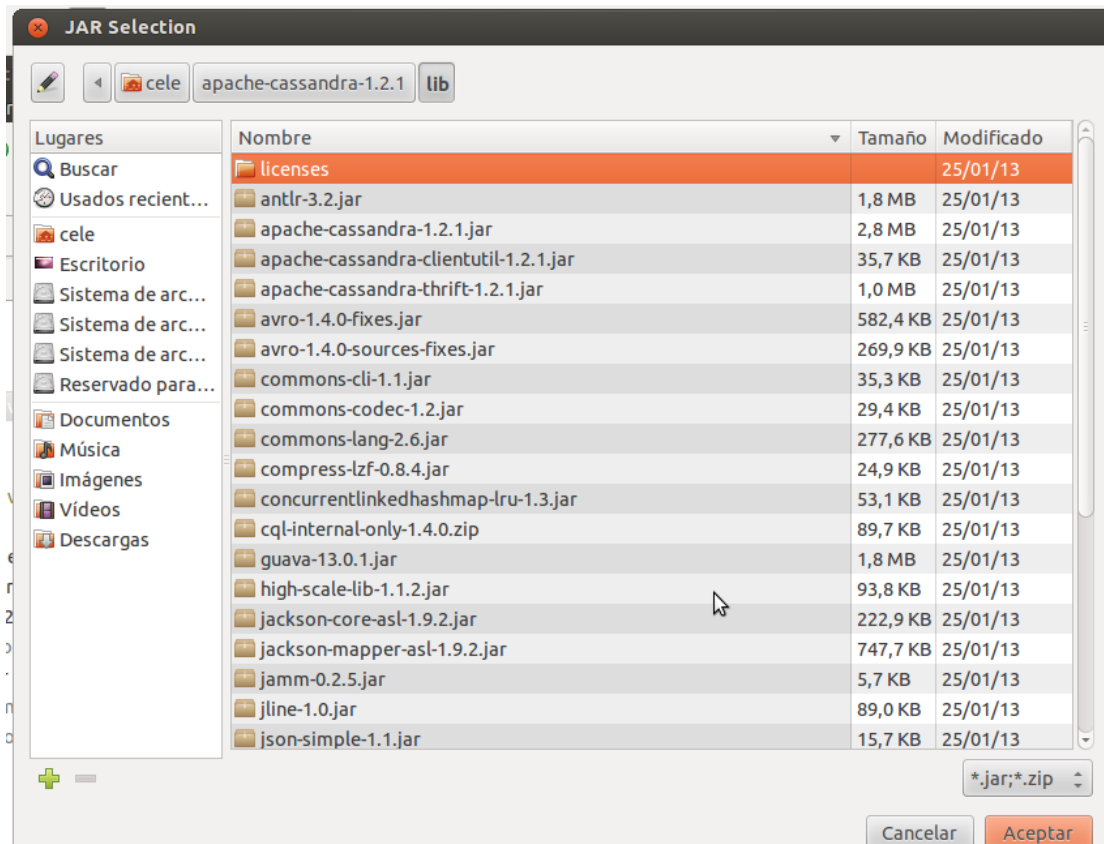 JAR Selection
cele apache-cassandra-1.2.1 lib
Lugares
Buscar
Usados recient...
cele
Escritorio
Sistema de arc...
Sistema de arc...
Sistema de arc...
Reservado para...
Documentos
Música
Imágenes
Vídeos
Descargas
Nombre Tamaño Modificado
licenses 25/01/13
antlr-3.2.jar 1,8 MB 25/01/13
apache-cassandra-1.2.1.jar 2,8 MB 25/01/13
apache-cassandra-clientutil-1.2.1.jar 35,7 KB 25/01/13
apache-cassandra-thrift-1.2.1.jar 1,0 MB 25/01/13
avro-1.4.0-fixes.jar 582,4 KB 25/01/13
avro-1.4.0-sources-fixes.jar 269,9 KB 25/01/13
commons-cli-1.1.jar 35,3 KB 25/01/13
commons-codec-1.2.jar 29,4 KB 25/01/13
commons-lang-2.6.jar 277,6 KB 25/01/13
compress-lzf-0.8.4.jar 24,9 KB 25/01/13
concurrentlinkedhashmap-lru-1.3.jar 53,1 KB 25/01/13
cql-internal-only-1.4.0.zip 89,7 KB 25/01/13
guava-13.0.1.jar 1,8 MB 25/01/13
high-scale-lib-1.1.2.jar 93,8 KB 25/01/13
jackson-core-asl-1.9.2.jar 222,9 KB 25/01/13
jackson-mapper-asl-1.9.2.jar 747,7 KB 25/01/13
jamm-0.2.5.jar 5,7 KB 25/01/13
jline-1.0.jar 89,0 KB 25/01/13
json-simple-1.1.jar 15,7 KB 25/01/13
*.jar;*.zip
Cancelar Aceptar